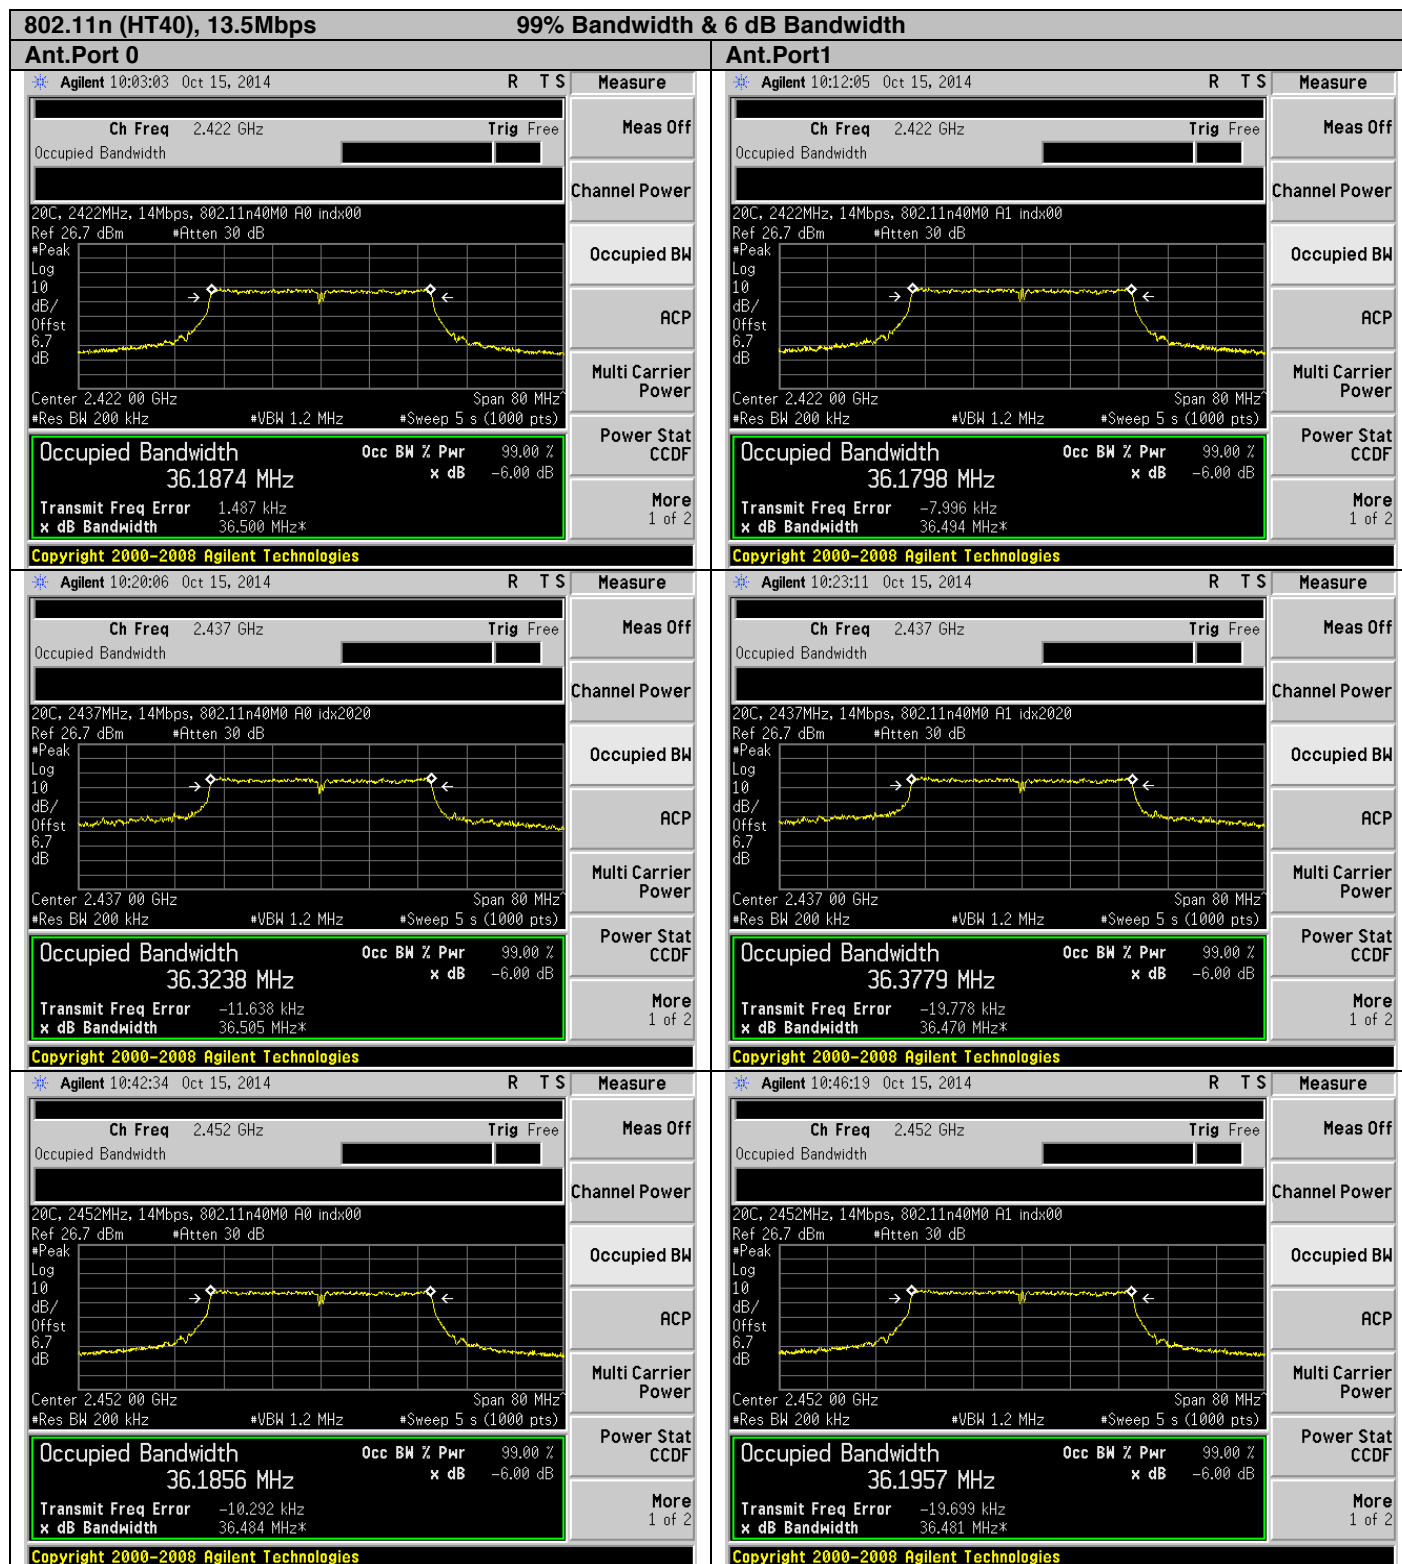 802.11n (HT40), 13.5Mbps 99% Bandwidth & 6 dB Bandwidth
Ant.Port 0 Ant.Port1
Agilent 10:03:03 Oct 15, 2014 R T S Measure
Ch Freq 2.422 GHz Trig Free
Occupied Bandwidth
Meas Off
Channel Power
20C, 2422MHz, 14Mbps, 802.11n40M0 A0 indx00
Ref 26.7 dBm #Atten 30 dB
#Peak
Log
10
dB/
Offst
6.7
dB
Occupied BW
ACP
Multi Carrier
Power
Center 2.422 00 GHz Span 80 MHz^
#Res BW 200 kHz #VBW 1.2 MHz #Sweep 5 s (1000 pts)
Power Stat
CCDF
Occupied Bandwidth Occ BW % Pwr 99.00 %
36.1874 MHz x dB -6.00 dB
Transmit Freq Error 1.487 kHz
x dB Bandwidth 36.500 MHz*
More
1 of 2
Copyright 2000-2008 Agilent Technologies
Agilent 10:12:05 Oct 15, 2014 R T S Measure
Ch Freq 2.422 GHz Trig Free
Occupied Bandwidth
Meas Off
Channel Power
20C, 2422MHz, 14Mbps, 802.11n40M0 A1 indx00
Ref 26.7 dBm #Atten 30 dB
#Peak
Log
10
dB/
Offst
6.7
dB
Occupied BW
ACP
Multi Carrier
Power
Center 2.422 00 GHz Span 80 MHz^
#Res BW 200 kHz #VBW 1.2 MHz #Sweep 5 s (1000 pts)
Power Stat
CCDF
Occupied Bandwidth Occ BW % Pwr 99.00 %
36.1798 MHz x dB -6.00 dB
Transmit Freq Error -7.996 kHz
x dB Bandwidth 36.494 MHz*
More
1 of 2
Copyright 2000-2008 Agilent Technologies
Agilent 10:20:06 Oct 15, 2014 R T S Measure
Ch Freq 2.437 GHz Trig Free
Occupied Bandwidth
Meas Off
Channel Power
20C, 2437MHz, 14Mbps, 802.11n40M0 A0 idx2020
Ref 26.7 dBm #Atten 30 dB
#Peak
Log
10
dB/
Offst
6.7
dB
Occupied BW
ACP
Multi Carrier
Power
Center 2.437 00 GHz Span 80 MHz^
#Res BW 200 kHz #VBW 1.2 MHz #Sweep 5 s (1000 pts)
Power Stat
CCDF
Occupied Bandwidth Occ BW % Pwr 99.00 %
36.3238 MHz x dB -6.00 dB
Transmit Freq Error -11.638 kHz
x dB Bandwidth 36.505 MHz*
More
1 of 2
Copyright 2000-2008 Agilent Technologies
Agilent 10:23:11 Oct 15, 2014 R T S Measure
Ch Freq 2.437 GHz Trig Free
Occupied Bandwidth
Meas Off
Channel Power
20C, 2437MHz, 14Mbps, 802.11n40M0 A1 idx2020
Ref 26.7 dBm #Atten 30 dB
#Peak
Log
10
dB/
Offst
6.7
dB
Occupied BW
ACP
Multi Carrier
Power
Center 2.437 00 GHz Span 80 MHz^
#Res BW 200 kHz #VBW 1.2 MHz #Sweep 5 s (1000 pts)
Power Stat
CCDF
Occupied Bandwidth Occ BW % Pwr 99.00 %
36.3779 MHz x dB -6.00 dB
Transmit Freq Error -19.778 kHz
x dB Bandwidth 36.470 MHz*
More
1 of 2
Copyright 2000-2008 Agilent Technologies
Agilent 10:42:34 Oct 15, 2014 R T S Measure
Ch Freq 2.452 GHz Trig Free
Occupied Bandwidth
Meas Off
Channel Power
20C, 2452MHz, 14Mbps, 802.11n40M0 A0 indx00
Ref 26.7 dBm #Atten 30 dB
#Peak
Log
10
dB/
Offst
6.7
dB
Occupied BW
ACP
Multi Carrier
Power
Center 2.452 00 GHz Span 80 MHz^
#Res BW 200 kHz #VBW 1.2 MHz #Sweep 5 s (1000 pts)
Power Stat
CCDF
Occupied Bandwidth Occ BW % Pwr 99.00 %
36.1856 MHz x dB -6.00 dB
Transmit Freq Error -10.292 kHz
x dB Bandwidth 36.484 MHz*
More
1 of 2
Copyright 2000-2008 Agilent Technologies
Agilent 10:46:19 Oct 15, 2014 R T S Measure
Ch Freq 2.452 GHz Trig Free
Occupied Bandwidth
Meas Off
Channel Power
20C, 2452MHz, 14Mbps, 802.11n40M0 A1 indx00
Ref 26.7 dBm #Atten 30 dB
#Peak
Log
10
dB/
Offst
6.7
dB
Occupied BW
ACP
Multi Carrier
Power
Center 2.452 00 GHz Span 80 MHz^
#Res BW 200 kHz #VBW 1.2 MHz #Sweep 5 s (1000 pts)
Power Stat
CCDF
Occupied Bandwidth Occ BW % Pwr 99.00 %
36.1957 MHz x dB -6.00 dB
Transmit Freq Error -19.699 kHz
x dB Bandwidth 36.481 MHz*
More
1 of 2
Copyright 2000-2008 Agilent Technologies